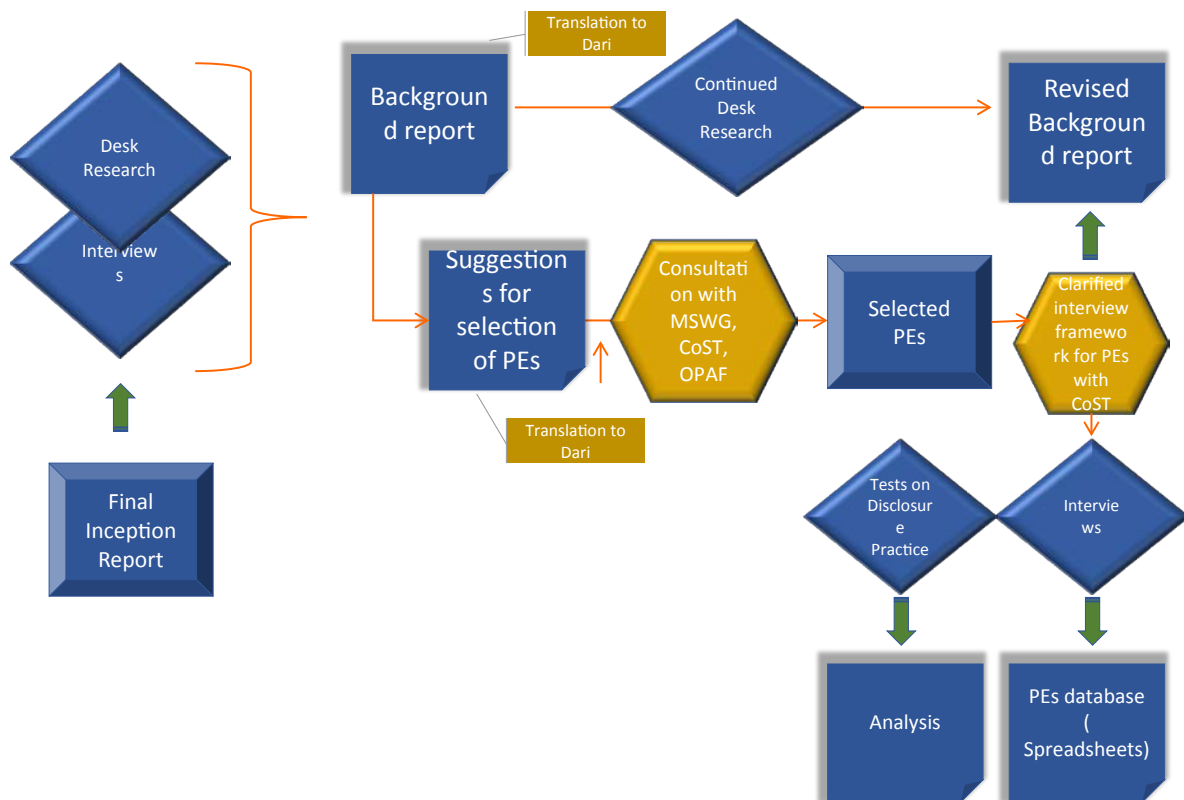 Translation to
Dari
Desk
Research
Interview
s
Final
Inception
Report
Backgroun
d report
Continued
Desk
Research
Revised
Backgroun
d report
Suggestion
s for
selection
of PEs
Translation to
Dari
Consultati
on with
MSWG,
CoST,
OPAF
Selected
PEs
Clarified
interview
framewo
rk for PEs
with
CoST
Tests on
Disclosur
e
Practice
Intervie
ws
Analysis
PEs database
(
Spreadsheets)